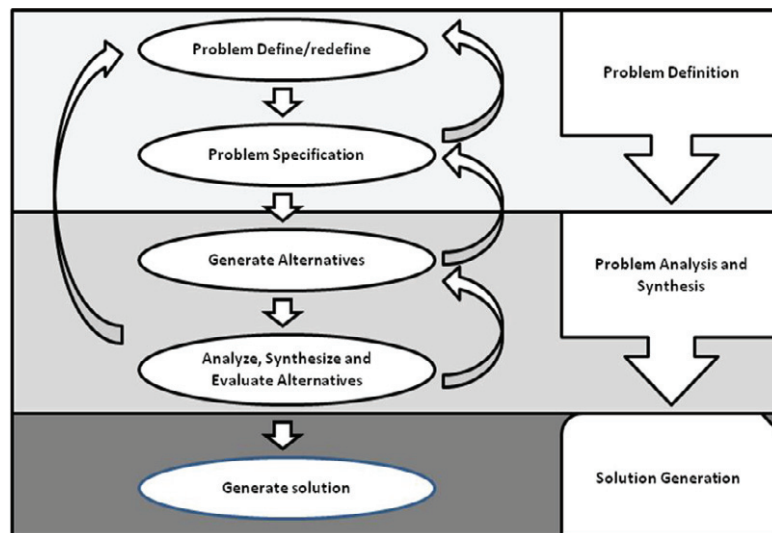 Problem Define/redefine
Problem Definition
Problem Specification
Generate Alternatives
Problem Analysis and
Synthesis
Analyze, Synthesize and
Evaluate Alternatives
Generate solution
Solution Generation